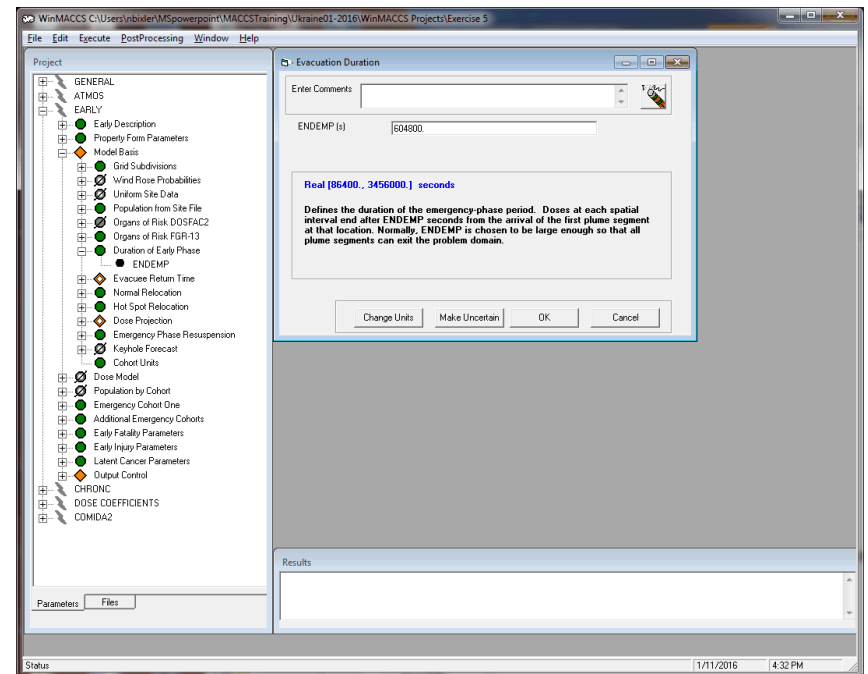 WinMACCS C:\Users\nbixler\MSpowerpoint\MACCSTraining\Ukraine01-2016\WinMACCS Projects\Exercise 5
File Edit Execute PostProcessing Window Help
Project
GENERAL
ATMOS
EARLY
Early Description
Property Form Parameters
Model Basis
Grid Subdivisions
Wind Rose Probabilities
Uniform Site Data
Population from Site File
Organs of Risk DOSFAC2
Organs of Risk FGR-13
Duration of Early Phase
ENDEMP
Evacuee Return Time
Normal Relocation
Hot Spot Relocation
Dose Projection
Emergency Phase Resuspension
Keyhole Forecast
Cohort Units
Dose Model
Population by Cohort
Emergency Cohort One
Additional Emergency Cohorts
Early Fatality Parameters
Early Injury Parameters
Latent Cancer Parameters
Output Control
CHRONC
DOSE COEFFICIENTS
COMIDA2
Parameters Files
Evacuation Duration
Enter Comments
ENDEMP (s) 604800.
Real [86400., 3456000.] seconds
Defines the duration of the emergency-phase period. Doses at each spatial
interval end after ENDEMP seconds from the arrival of the first plume segment
at that location. Normally, ENDEMP is chosen to be large enough so that all
plume segments can exit the problem domain.
Change Units Make Uncertain OK Cancel
Results
Status 1/11/2016 4:32 PM